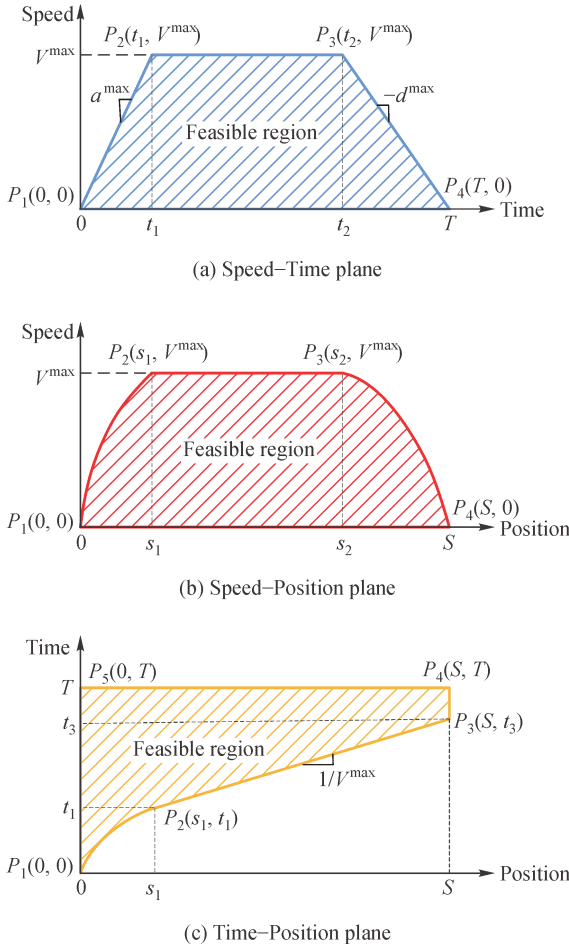 Speed
P₂(t₁, Vᵐᵃˣ) P₃(t₂, Vᵐᵃˣ)
Vᵐᵃˣ
aᵐᵃˣ −dᵐᵃˣ
Feasible region
P₁(0, 0) P₄(T, 0)
0 t₁ t₂ T Time
(a) Speed−Time plane
Speed
P₂(s₁, Vᵐᵃˣ) P₃(s₂, Vᵐᵃˣ)
Vᵐᵃˣ
Feasible region
P₁(0, 0) P₄(S, 0)
0 s₁ s₂ S Position
(b) Speed−Position plane
Time
P₅(0, T) P₄(S, T)
T
t₃ P₃(S, t₃)
Feasible region
1/Vᵐᵃˣ
t₁ P₂(s₁, t₁)
P₁(0, 0) Position
0 s₁ S
(c) Time−Position plane